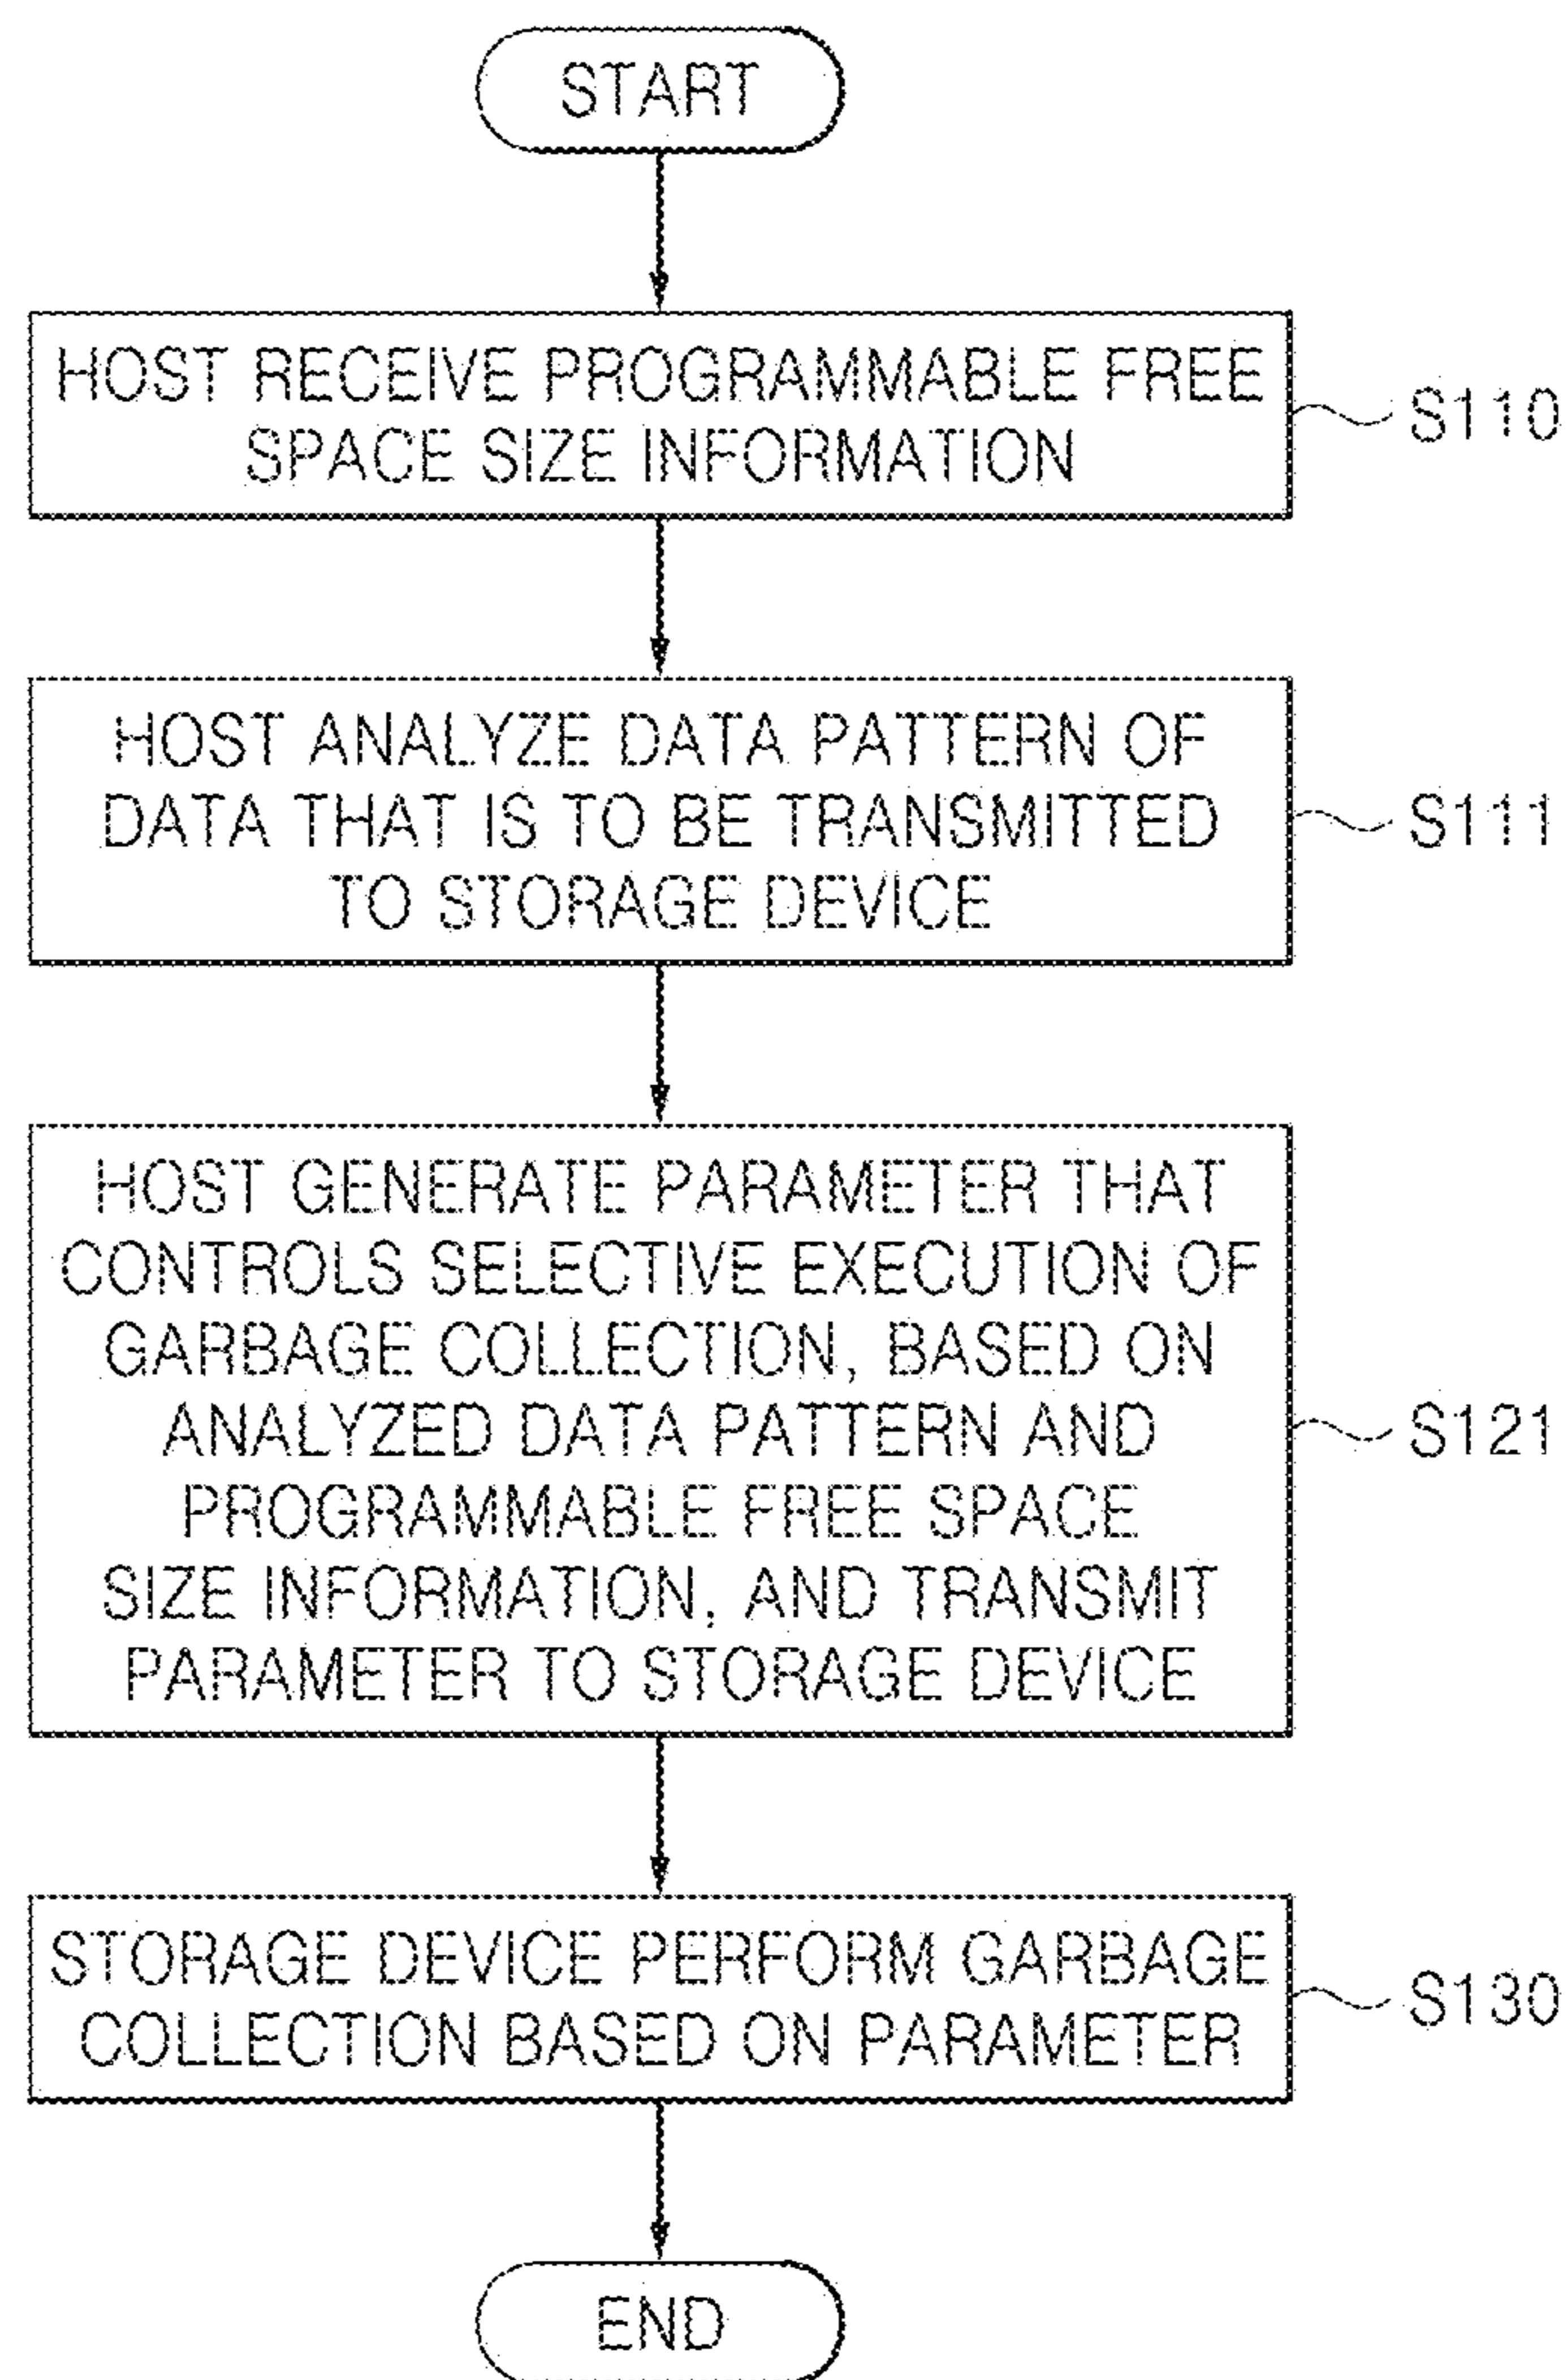 START
HOST RECEIVE PROGRAMMABLE FREE
SPACE SIZE INFORMATION
S110
HOST ANALYZE DATA PATTERN OF
DATA THAT IS TO BE TRANSMITTED
TO STORAGE DEVICE
S111
HOST GENERATE PARAMETER THAT
CONTROLS SELECTIVE EXECUTION OF
GARBAGE COLLECTION, BASED ON
ANALYZED DATA PATTERN AND
PROGRAMMABLE FREE SPACE
SIZE INFORMATION, AND TRANSMIT
PARAMETER TO STORAGE DEVICE
S121
STORAGE DEVICE PERFORM GARBAGE
COLLECTION BASED ON PARAMETER
S130
END